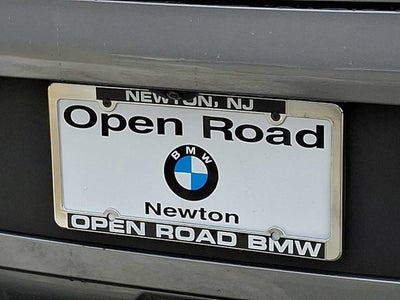 NEWTON, NJ
Open Road
BMW
Newton
OPEN ROAD BMW